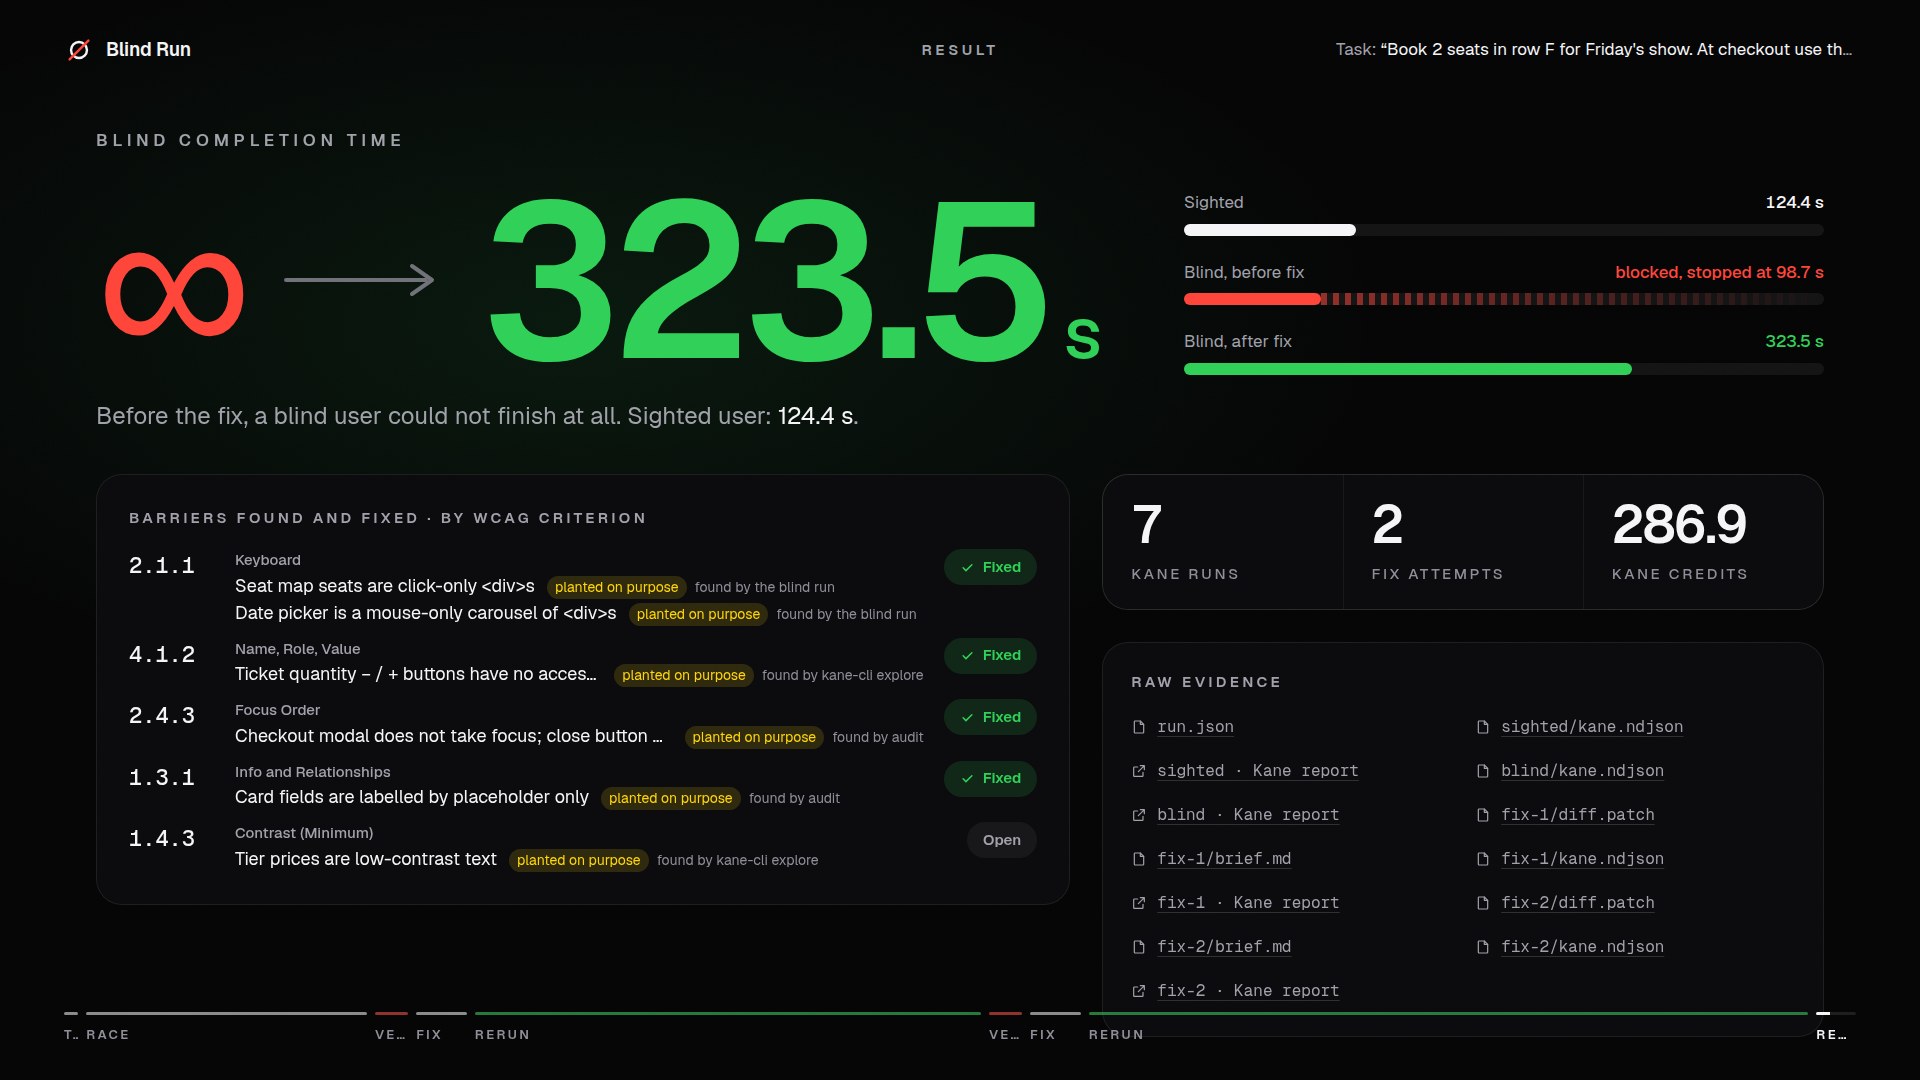 Blind Run
RESULT
Task: “Book 2 seats in row F for Friday's show. At checkout use th…
BLIND COMPLETION TIME
∞ → 323.5 s
Before the fix, a blind user could not finish at all. Sighted user: 124.4 s.
Sighted 124.4 s
Blind, before fix blocked, stopped at 98.7 s
Blind, after fix 323.5 s
BARRIERS FOUND AND FIXED · BY WCAG CRITERION
2.1.1 Keyboard Fixed
Seat map seats are click-only <div>s planted on purpose found by the blind run
Date picker is a mouse-only carousel of <div>s planted on purpose found by the blind run
4.1.2 Name, Role, Value Fixed
Ticket quantity – / + buttons have no acces… planted on purpose found by kane-cli explore
2.4.3 Focus Order Fixed
Checkout modal does not take focus; close button … planted on purpose found by audit
1.3.1 Info and Relationships Fixed
Card fields are labelled by placeholder only planted on purpose found by audit
1.4.3 Contrast (Minimum) Open
Tier prices are low-contrast text planted on purpose found by kane-cli explore
7 2 286.9
KANE RUNS FIX ATTEMPTS KANE CREDITS
RAW EVIDENCE
run.json sighted/kane.ndjson
sighted · Kane report blind/kane.ndjson
blind · Kane report fix-1/diff.patch
fix-1/brief.md fix-1/kane.ndjson
fix-1 · Kane report fix-2/diff.patch
fix-2/brief.md fix-2/kane.ndjson
fix-2 · Kane report
T… RACE VE… FIX RERUN VE… FIX RERUN RE…